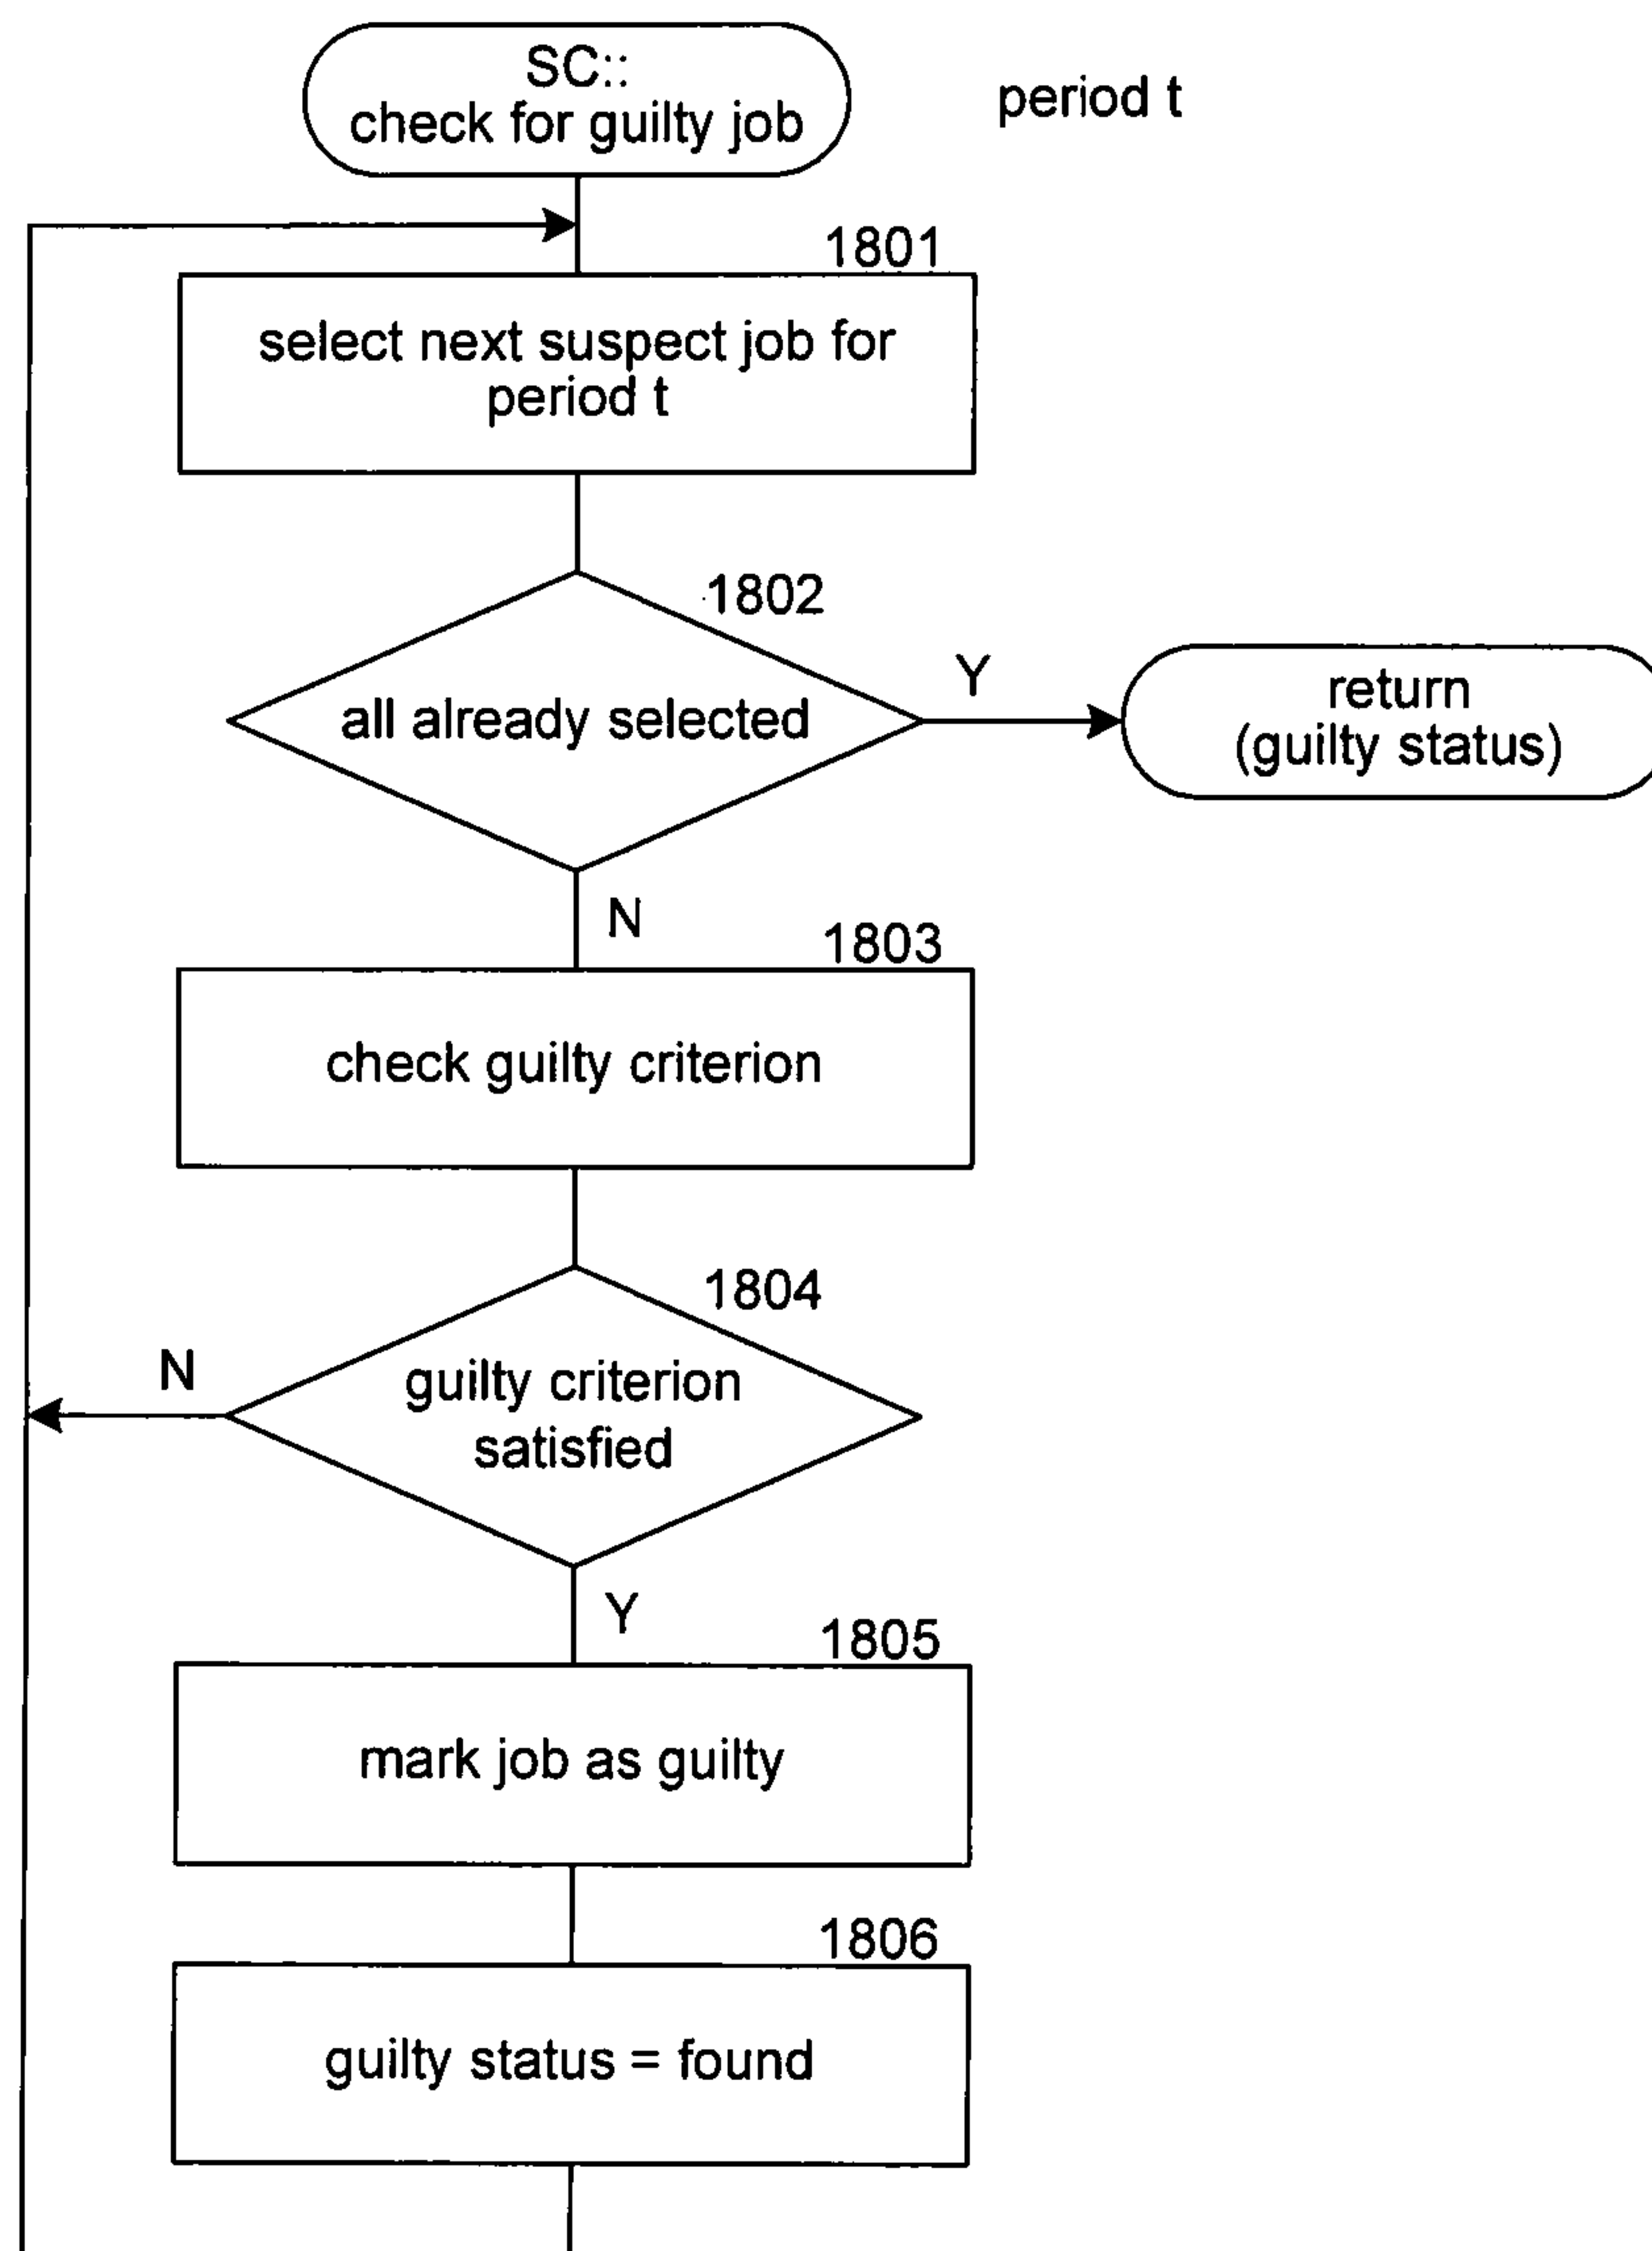 SC::
check for guilty job
period t
1801
select next suspect job for
period t
1802
all already selected
Y
return
(guilty status)
N
1803
check guilty criterion
1804
N
guilty criterion
satisfied
Y
1805
mark job as guilty
1806
guilty status = found